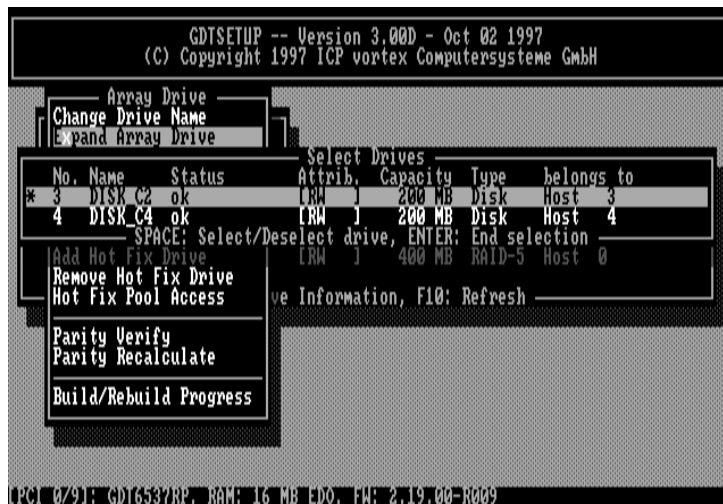 GDTSETUP -- Version 3.00D - Oct 02 1997
(C) Copyright 1997 ICP vortex Computersysteme GmbH
Array Drive
Change Drive Name
Expand Array Drive
Select Drives
No. Name Status Attrib. Capacity Type belongs to
* 3 DISK_C2 ok [RW ] 200 MB Disk Host 3
4 DISK_C4 ok [RW ] 200 MB Disk Host 4
SPACE: Select/Deselect drive, ENTER: End selection
Add Hot Fix Drive [RW ] 400 MB RAID-5 Host 0
Remove Hot Fix Drive
Hot Fix Pool Access ve Information, F10: Refresh
Parity Verify
Parity Recalculate
Build/Rebuild Progress
[PCI 0/9]: GDT6537RP, RAM: 16 MB EDO, FW: 2.19.00-R009